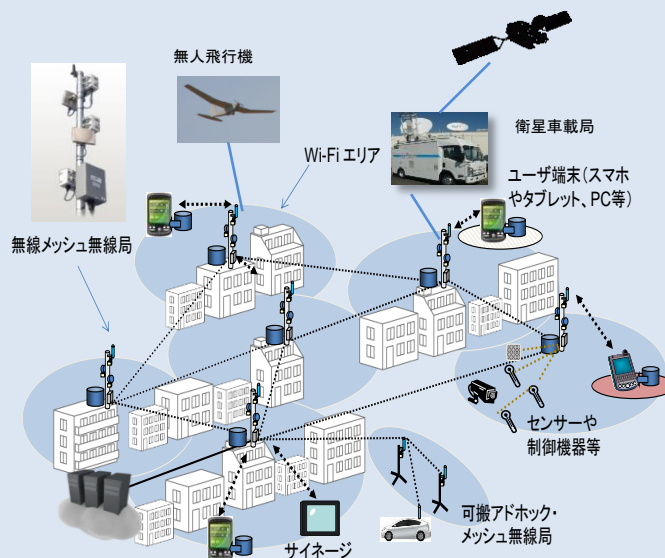 無人飛行機
衛星車載局
Wi-Fi エリア
ユーザ端末(スマホ
やタブレット、PC等)
無線メッシュ無線局
センサーや
制御機器等
可搬アドホック・
メッシュ無線局
サイネージ